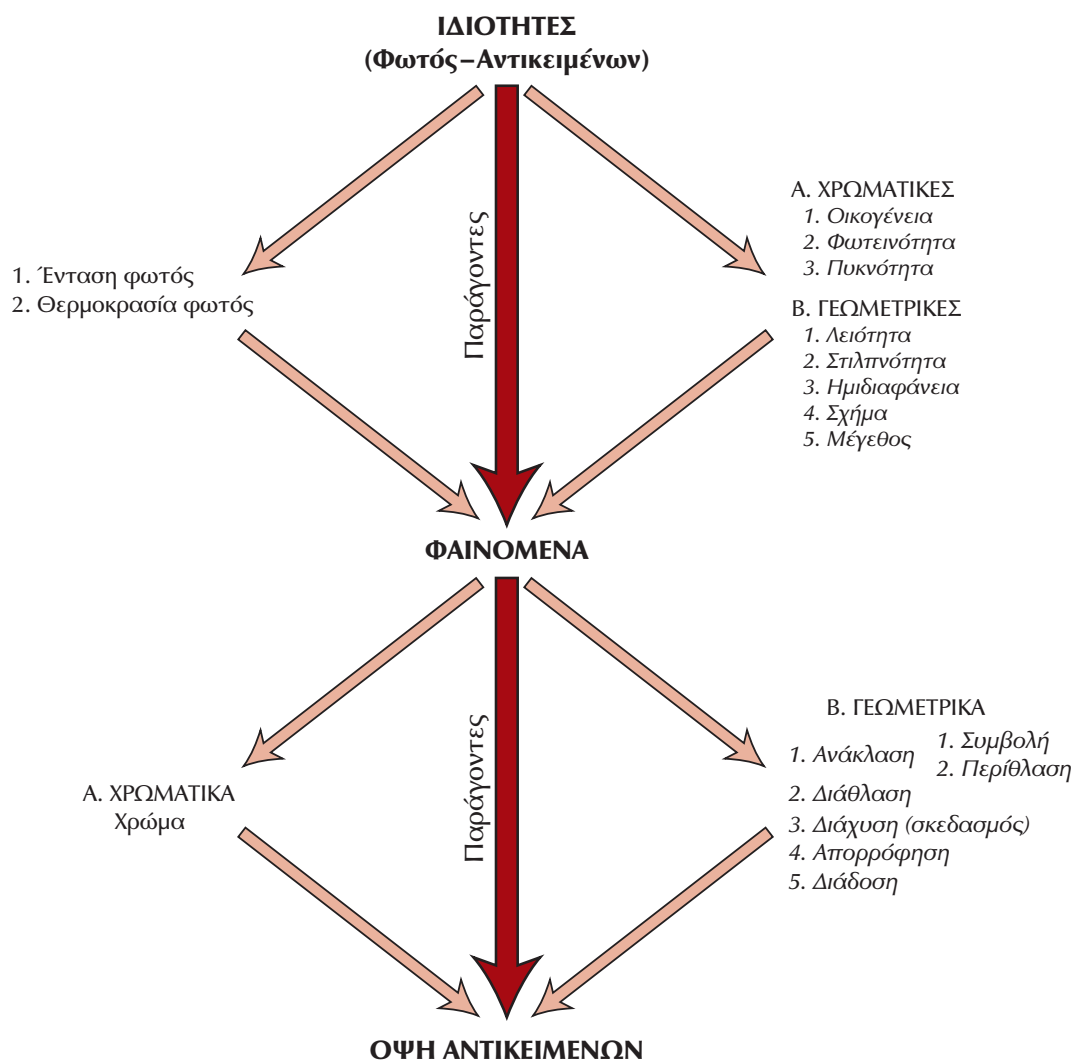 ΙΔΙΟΤΗΤΕΣ
(Φωτός–Αντικειμένων)
1. Ένταση φωτός
2. Θερμοκρασία φωτός
Παράγοντες
Α. ΧΡΩΜΑΤΙΚΕΣ
1. Οικογένεια
2. Φωτεινότητα
3. Πυκνότητα
Β. ΓΕΩΜΕΤΡΙΚΕΣ
1. Λειότητα
2. Στιλπνότητα
3. Ημιδιαφάνεια
4. Σχήμα
5. Μέγεθος
ΦΑΙΝΟΜΕΝΑ
Α. ΧΡΩΜΑΤΙΚΑ
Χρώμα
Παράγοντες
Β. ΓΕΩΜΕΤΡΙΚΑ
1. Ανάκλαση
1. Συμβολή
2. Περίθλαση
2. Διάθλαση
3. Διάχυση (σκεδασμός)
4. Απορρόφηση
5. Διάδοση
ΟΨΗ ΑΝΤΙΚΕΙΜΕΝΩΝ